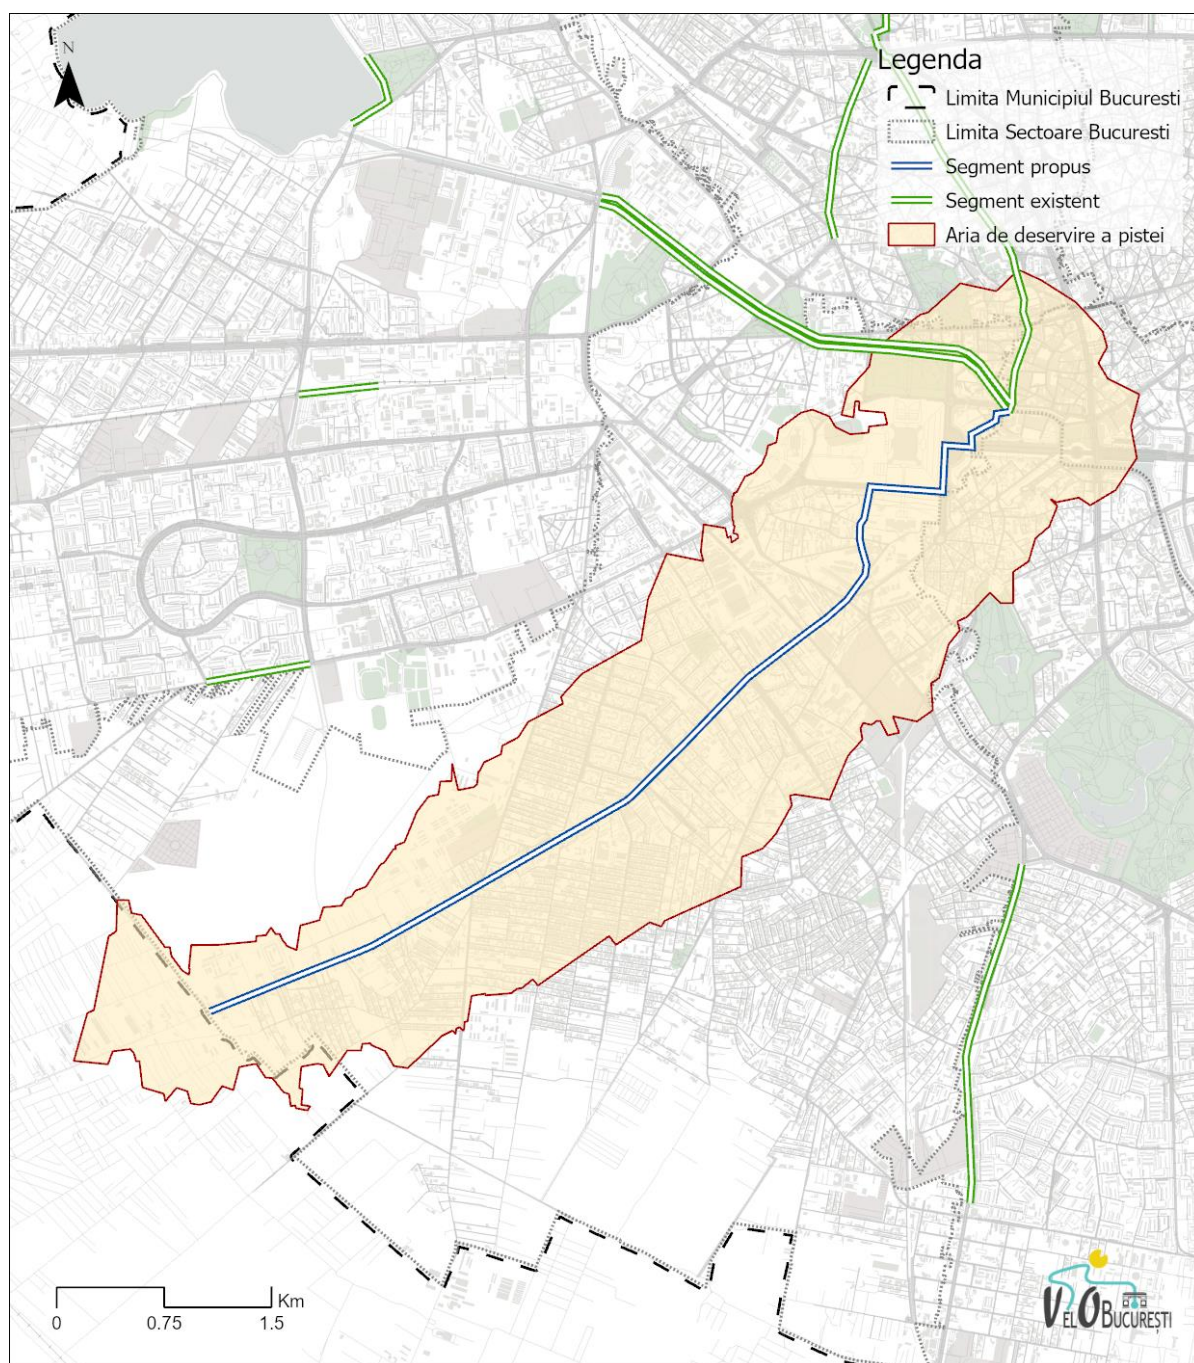 N
Legenda
Limita Municipiul Bucuresti
Limita Sectoare Bucuresti
Segment propus
Segment existent
Aria de deservire a pistei
Km
0 0.75 1.5
VELO BUCUREȘTI